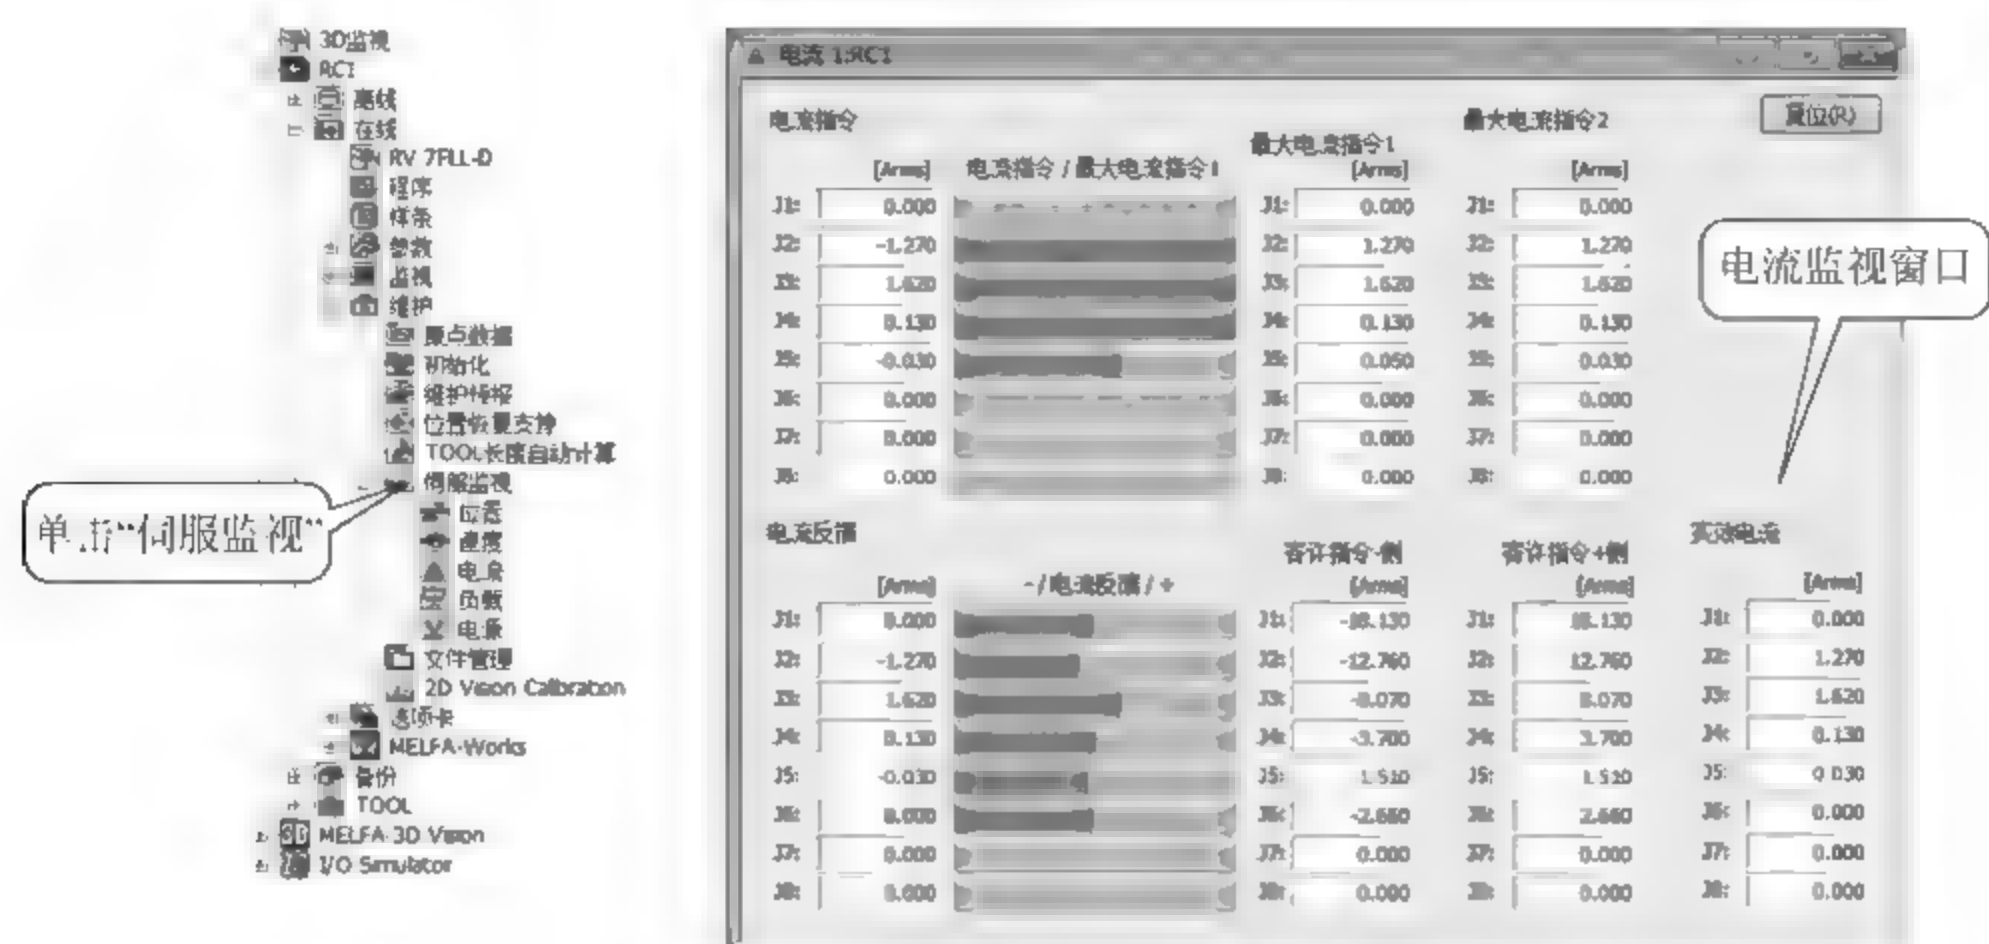 3D监视
RC1
离线
在线
RV 7FLL-D
程序
样条
参数
监视
维护
原点数据
初始化
维护预报
位置恢复支持
TOOL长度自动计算
伺服监视
位置
速度
电流
负载
电源
文件管理
2D Vision Calibration
选项卡
MELFA-Works
备份
TOOL
MELFA-3D Vision
I/O Simulator
单击“伺服监视”
电流 1:RC1
复位(R)
电流指令
最大电流指令1
最大电流指令2
[Arms] 电流指令 / 最大电流指令1 [Arms] [Arms]
J1: 0.000 J1: 0.000 J1: 0.000
J2: -1.270 J2: 1.270 J2: 1.270
J3: 1.620 J3: 1.620 J3: 1.620
J4: 0.130 J4: 0.130 J4: 0.130
J5: -0.030 J5: 0.050 J5: 0.030
J6: 0.000 J6: 0.000 J6: 0.000
J7: 0.000 J7: 0.000 J7: 0.000
J8: 0.000 J8: 0.000 J8: 0.000
电流监视窗口
电流反馈
容许指令-侧
容许指令+侧
实效电流
[Arms] - / 电流反馈 / + [Arms] [Arms] [Arms]
J1: 0.000 J1: -18.130 J1: 18.130 J1: 0.000
J2: -1.270 J2: -12.760 J2: 12.760 J2: 1.270
J3: 1.620 J3: -8.070 J3: 8.070 J3: 1.620
J4: 0.130 J4: -3.700 J4: 3.700 J4: 0.130
J5: -0.030 J5: 1.510 J5: 1.510 J5: 0.030
J6: 0.000 J6: -2.660 J6: 2.660 J6: 0.000
J7: 0.000 J7: 0.000 J7: 0.000 J7: 0.000
J8: 0.000 J8: 0.000 J8: 0.000 J8: 0.000